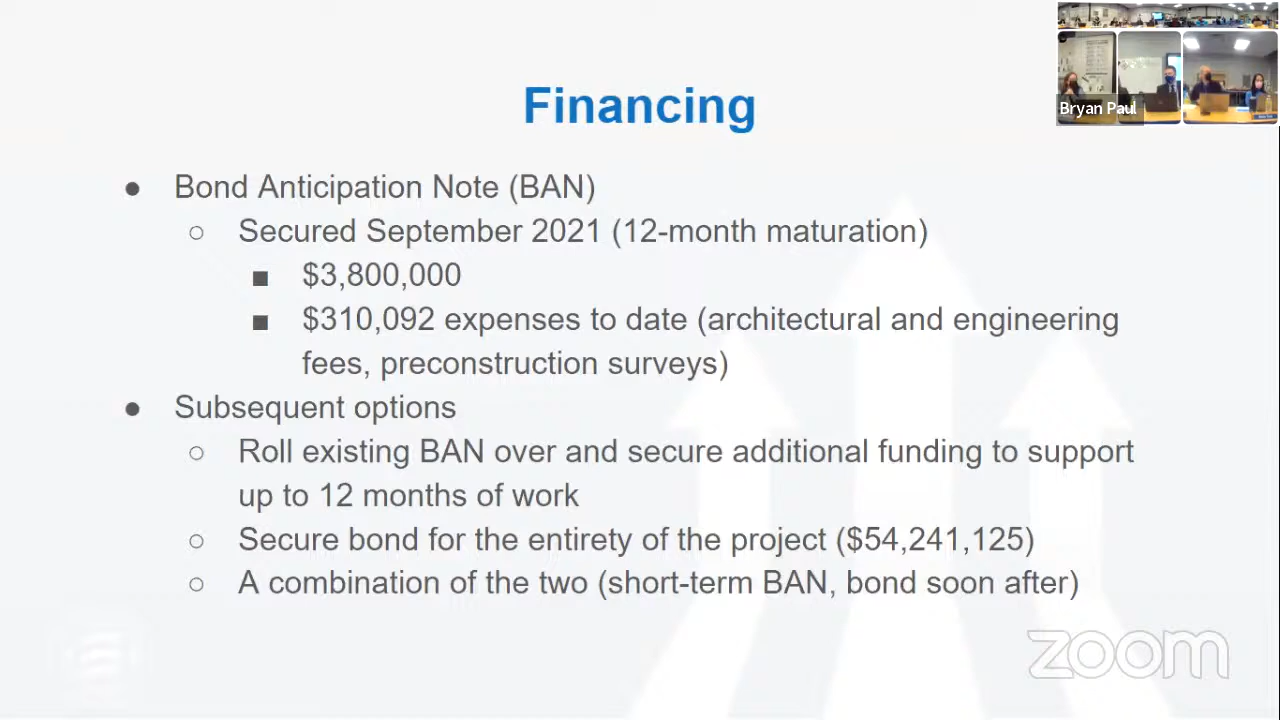 Bryan Paul
Financing
● Bond Anticipation Note (BAN)
○ Secured September 2021 (12-month maturation)
■ $3,800,000
■ $310,092 expenses to date (architectural and engineering
fees, preconstruction surveys)
● Subsequent options
○ Roll existing BAN over and secure additional funding to support
up to 12 months of work
○ Secure bond for the entirety of the project ($54,241,125)
○ A combination of the two (short-term BAN, bond soon after)
zoom